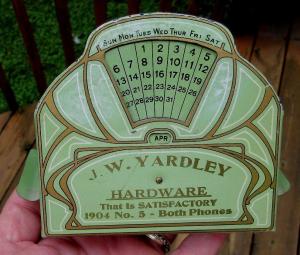 SUN MON TUES WED THUR FRI SAT
1 2 3 4 5
6 7 8 9 10 11 12
13 14 15 16 17 18 19
20 21 22 23 24 25 26
27 28 29 30 31
APR
J. W. YARDLEY
HARDWARE
That Is SATISFACTORY
1904 No. 5 - Both Phones